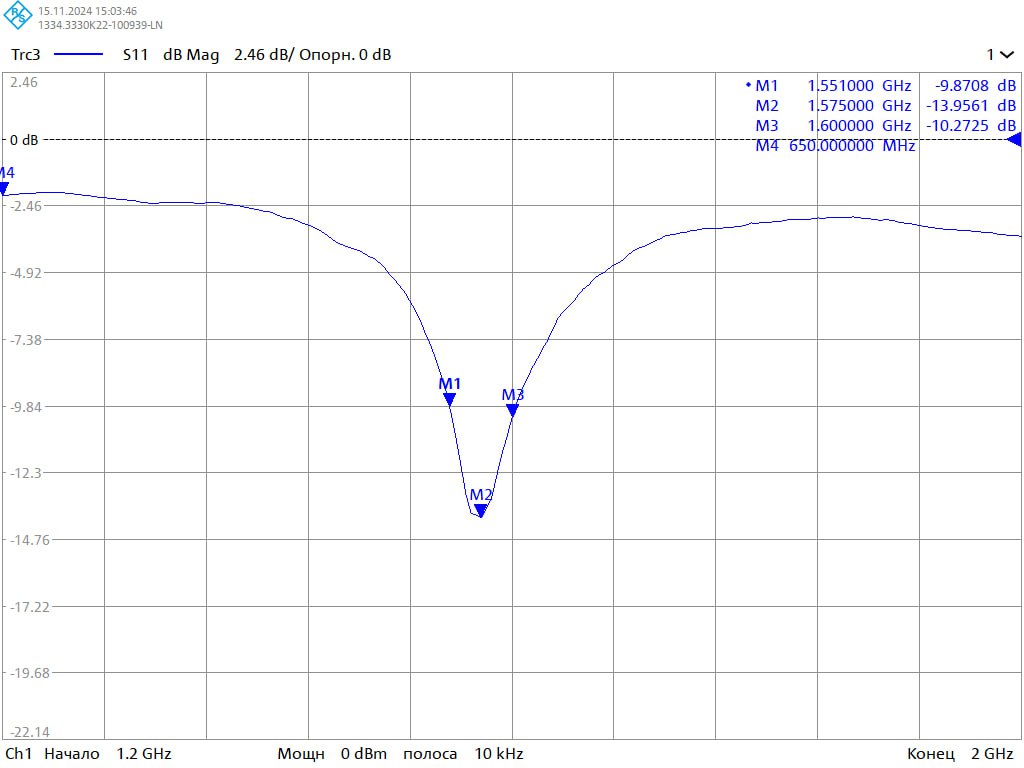 R S
15.11.2024 15:03:46
1334.3330K22-100939-LN
Trc3 S11 dB Mag 2.46 dB/ Опорн. 0 dB 1
2.46
• M1 1.551000 GHz -9.8708 dB
M2 1.575000 GHz -13.9561 dB
M3 1.600000 GHz -10.2725 dB
0 dB
M4 650.000000 MHz
M4
-2.46
-4.92
-7.38
M1
M3
-9.84
-12.3
M2
-14.76
-17.22
-19.68
-22.14
Ch1 Начало 1.2 GHz Мощн 0 dBm полоса 10 kHz Конец 2 GHz